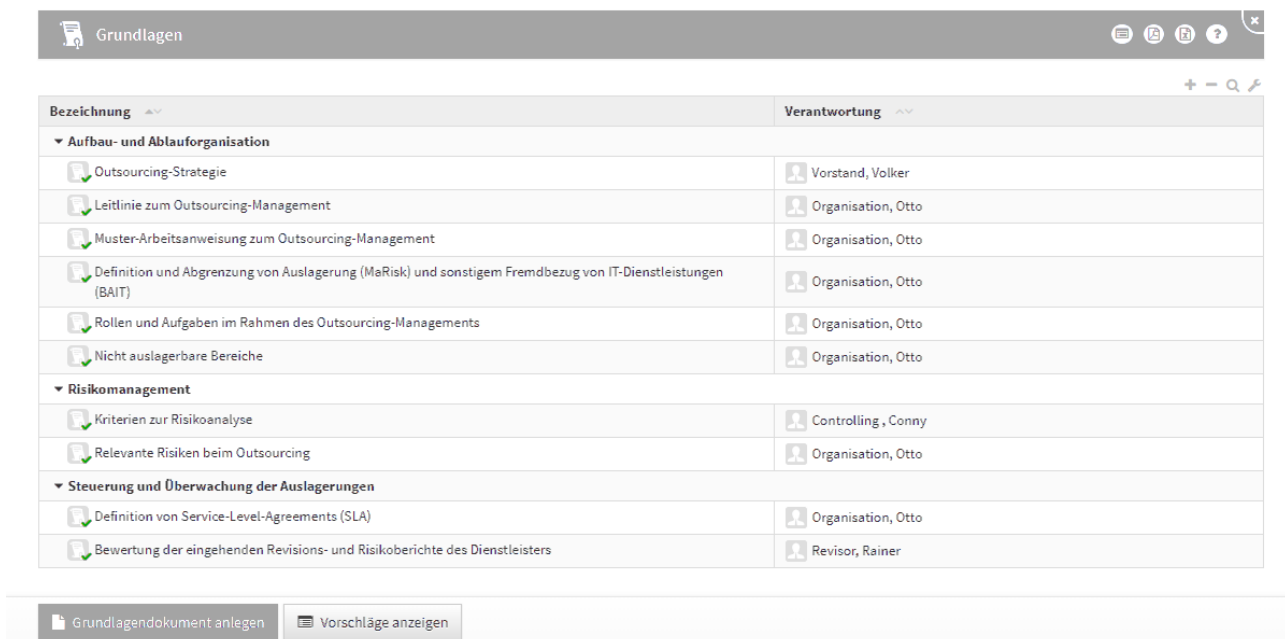 Grundlagen
Bezeichnung Verantwortung
Aufbau- und Ablauforganisation
Outsourcing-Strategie Vorstand, Volker
Leitlinie zum Outsourcing-Management Organisation, Otto
Muster-Arbeitsanweisung zum Outsourcing-Management Organisation, Otto
Definition und Abgrenzung von Auslagerung (MaRisk) und sonstigem Fremdbezug von IT-Dienstleistungen
(BAIT) Organisation, Otto
Rollen und Aufgaben im Rahmen des Outsourcing-Managements Organisation, Otto
Nicht auslagerbare Bereiche Organisation, Otto
Risikomanagement
Kriterien zur Risikoanalyse Controlling , Conny
Relevante Risiken beim Outsourcing Organisation, Otto
Steuerung und Überwachung der Auslagerungen
Definition von Service-Level-Agreements (SLA) Organisation, Otto
Bewertung der eingehenden Revisions- und Risikoberichte des Dienstleisters Revisor, Rainer
Grundlagendokument anlegen Vorschläge anzeigen